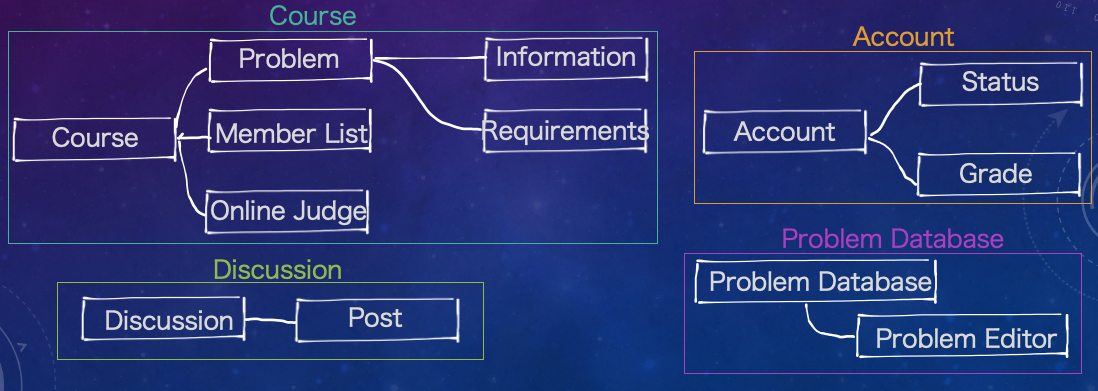 Course
Problem
Information
Course
Member List
Requirements
Online Judge
Account
Status
Account
Grade
Discussion
Discussion
Post
Problem Database
Problem Database
Problem Editor